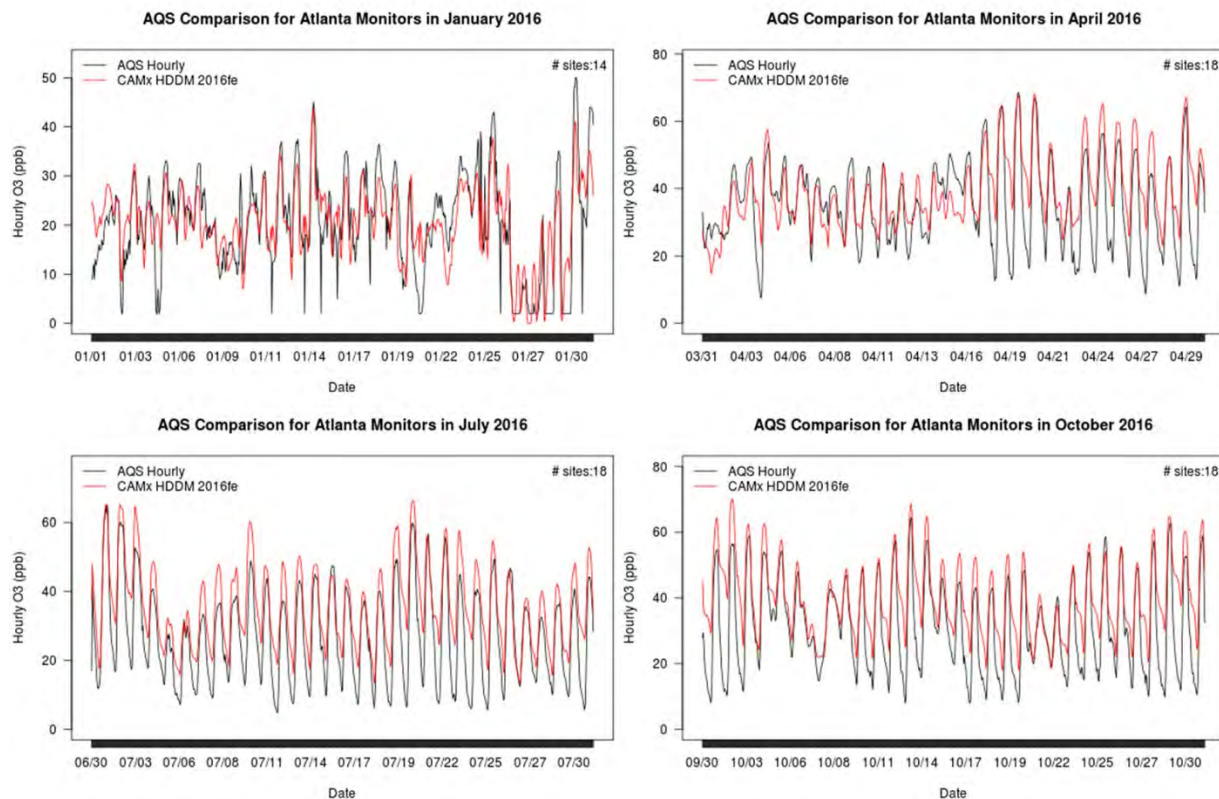 AQS Comparison for Atlanta Monitors in January 2016
AQS Hourly
CAMx HDDM 2016fe
# sites:14
Hourly O3 (ppb)
50
40
30
20
10
0
01/01 01/03 01/06 01/09 01/11 01/14 01/17 01/19 01/22 01/25 01/27 01/30
Date
AQS Comparison for Atlanta Monitors in April 2016
AQS Hourly
CAMx HDDM 2016fe
# sites:18
Hourly O3 (ppb)
80
60
40
20
0
03/31 04/03 04/06 04/08 04/11 04/13 04/16 04/19 04/21 04/24 04/27 04/29
Date
AQS Comparison for Atlanta Monitors in July 2016
AQS Hourly
CAMx HDDM 2016fe
# sites:18
Hourly O3 (ppb)
60
40
20
0
06/30 07/03 07/06 07/08 07/11 07/14 07/16 07/19 07/22 07/25 07/27 07/30
Date
AQS Comparison for Atlanta Monitors in October 2016
AQS Hourly
CAMx HDDM 2016fe
# sites:18
Hourly O3 (ppb)
80
60
40
20
0
09/30 10/03 10/06 10/08 10/11 10/14 10/16 10/19 10/22 10/25 10/27 10/30
Date